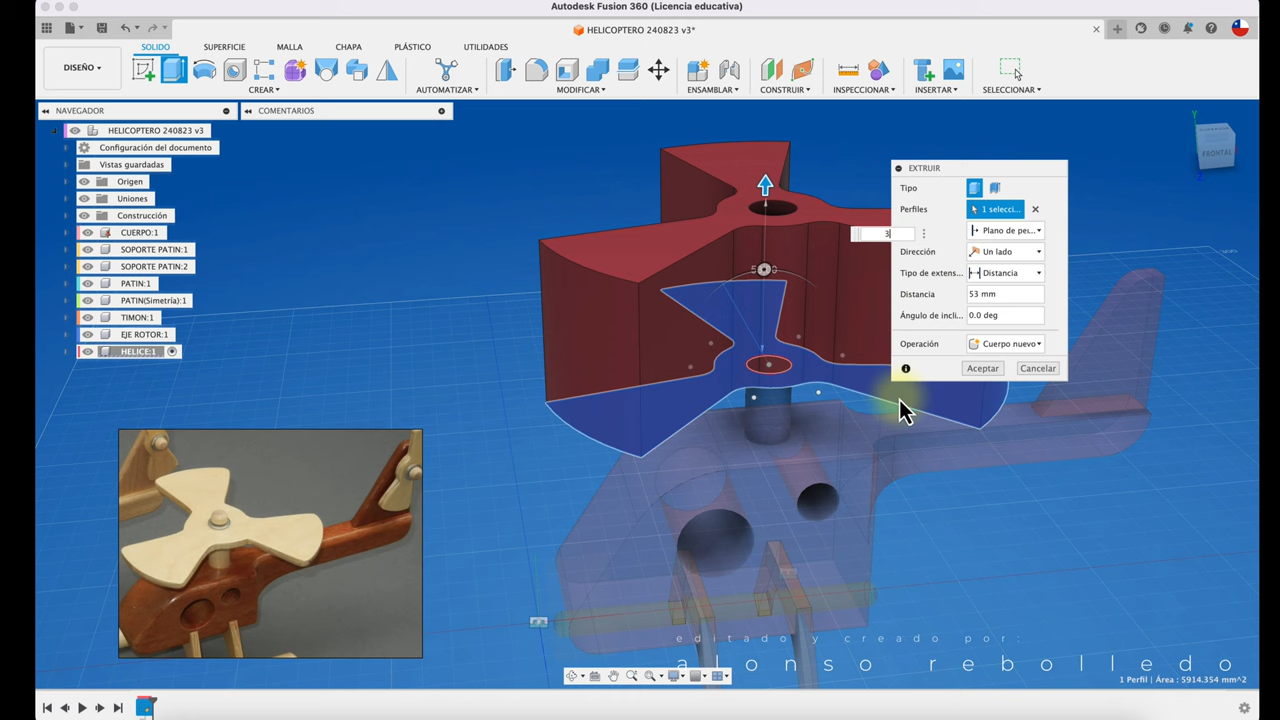 Autodesk Fusion 360 (Licencia educativa)
HELICOPTERO 240823 v3*
DISEÑO
SOLIDO
SUPERFICIE
MALLA
CHAPA
PLÁSTICO
UTILIDADES
CREAR
AUTOMATIZAR
MODIFICAR
ENSAMBLAR
CONSTRUIR
INSPECCIONAR
INSERTAR
SELECCIONAR
NAVEGADOR
COMENTARIOS
HELICOPTERO 240823 v3
Configuración del documento
Vistas guardadas
Origen
Uniones
Construcción
CUERPO:1
SOPORTE PATIN:1
SOPORTE PATIN:2
PATIN:1
PATIN(Simetría):1
TIMON:1
EJE ROTOR:1
HELICE:1
FRONTAL
EXTRUIR
Tipo
Perfiles
1 selecci...
Plano de pe...
3
Dirección
Un lado
Tipo de extens...
Distancia
Distancia
53 mm
Ángulo de incli...
0.0 deg
Operación
Cuerpo nuevo
Aceptar
Cancelar
editado y creado por:
alonso rebolledo
1 Perfil | Área : 5914.354 mm^2